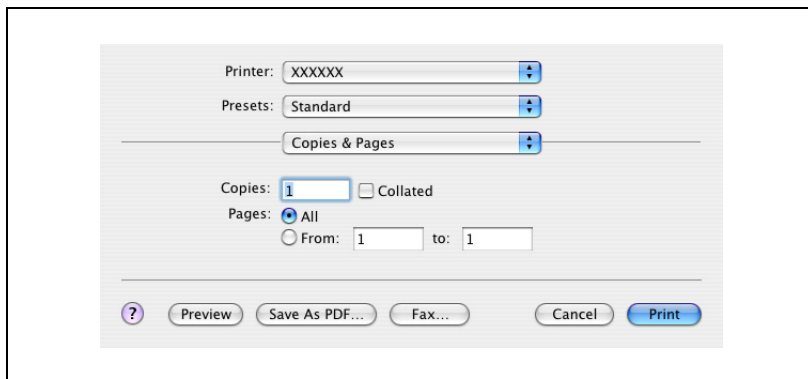 Printer: XXXXXX
Presets: Standard
Copies & Pages
Copies: 1 Collated
Pages: All
From: 1 to: 1
? Preview Save As PDF... Fax... Cancel Print